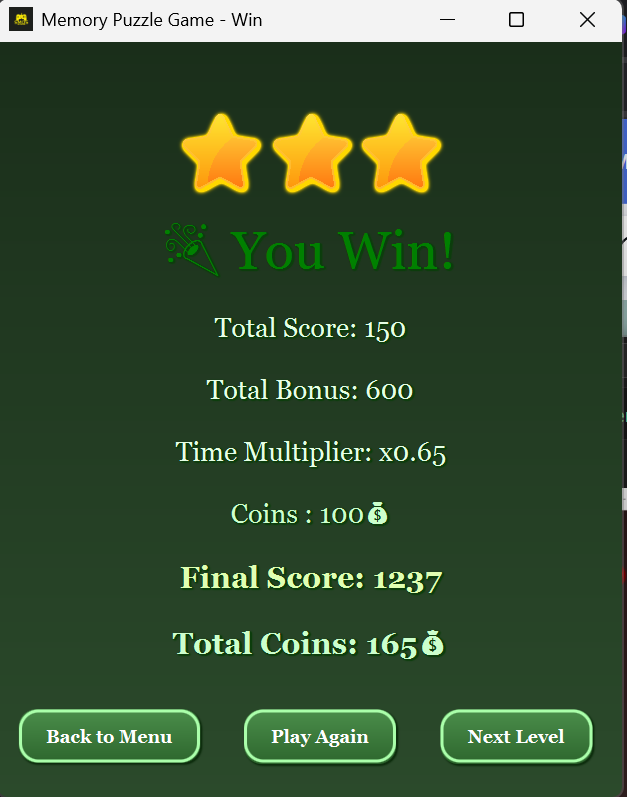 Memory Puzzle Game - Win
You Win!
Total Score: 150
Total Bonus: 600
Time Multiplier: x0.65
Coins : 100
Final Score: 1237
Total Coins: 165
Back to Menu
Play Again
Next Level